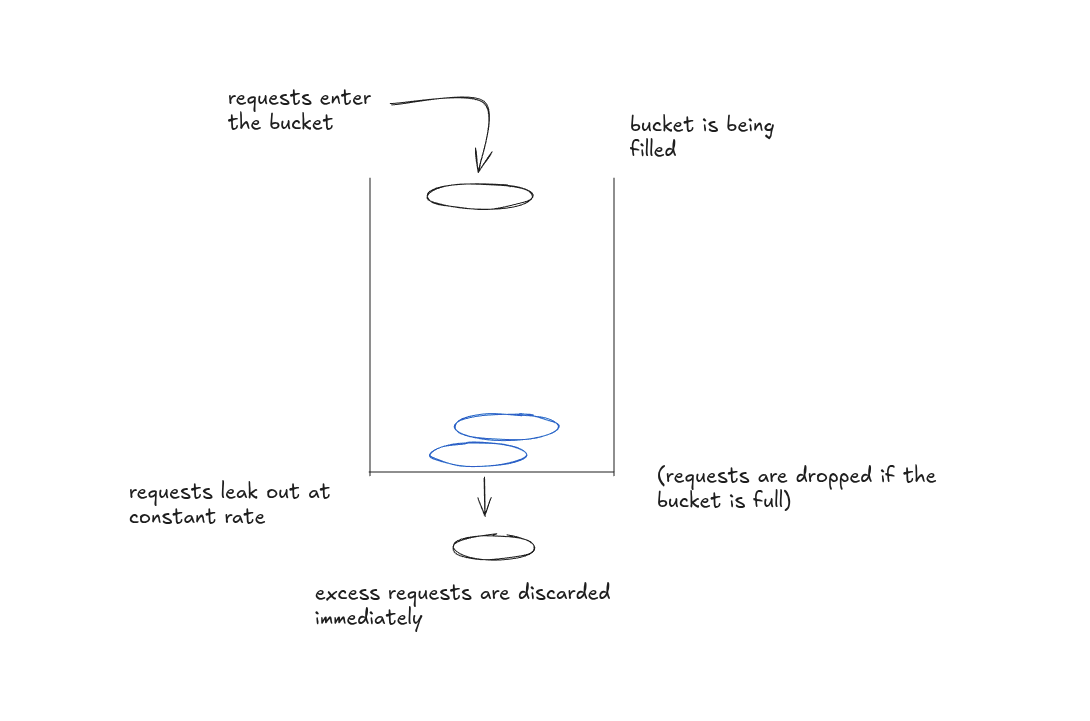 requests enter
the bucket
bucket is being
filled
requests leak out at
constant rate
(requests are dropped if the
bucket is full)
excess requests are discarded
immediately